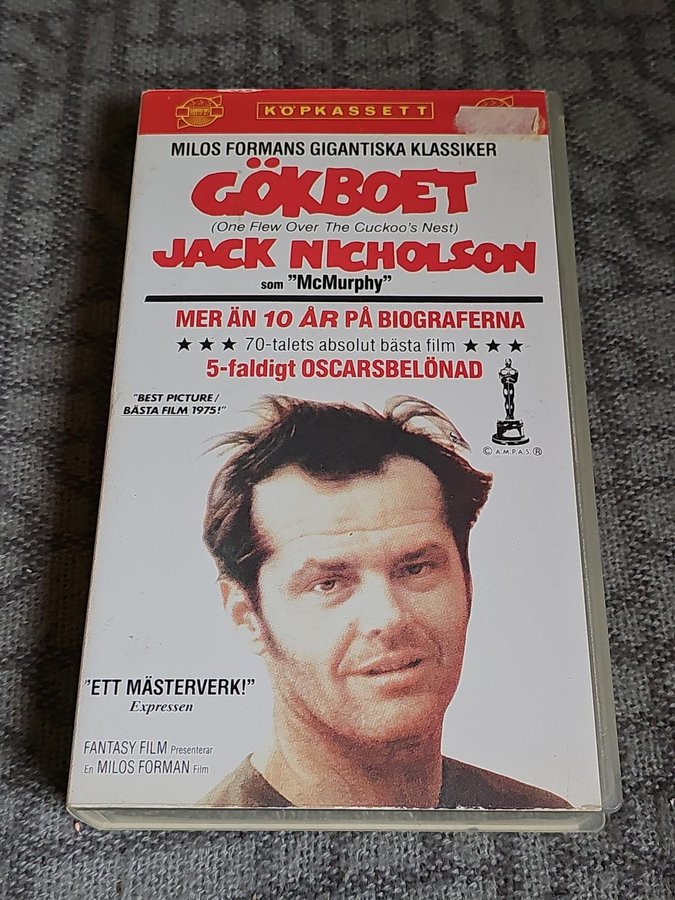 KÖPKASSETT
MILOS FORMANS GIGANTISKA KLASSIKER
GÖKBOET
(One Flew Over The Cuckoo's Nest)
JACK NICHOLSON
som "McMurphy"
MER ÄN 10 ÅR PÅ BIOGRAFERNA
★★★ 70-talets absolut bästa film ★★★
5-faldigt OSCARSBELÖNAD
"BEST PICTURE/
BÄSTA FILM 1975!"
© A.M.P.A.S. ®
"ETT MÄSTERVERK!"
Expressen
FANTASY FILM Presenterar
En MILOS FORMAN Film